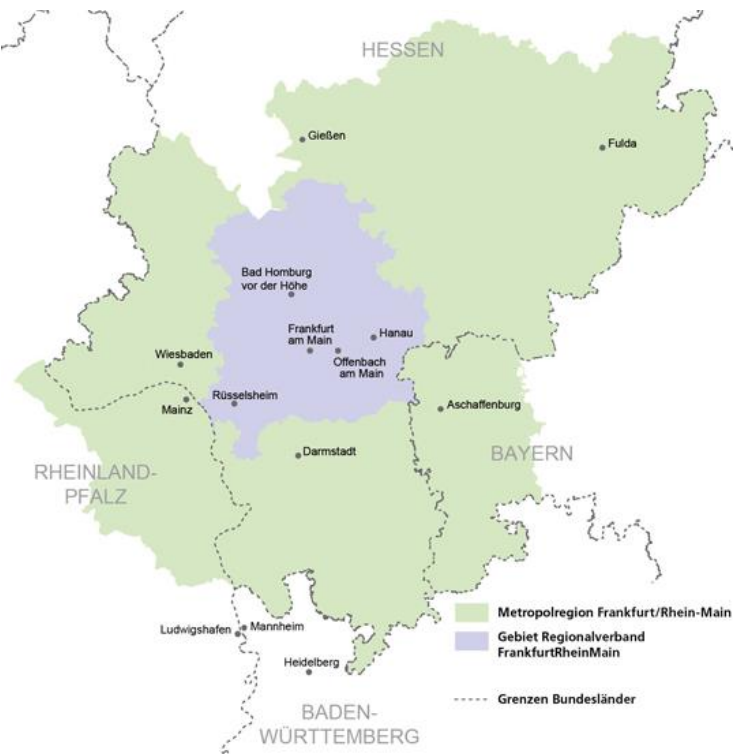 HESSEN
Gießen
Fulda
Bad Homburg
vor der Höhe
Frankfurt
am Main
Hanau
Offenbach
am Main
Wiesbaden
Mainz
Rüsselsheim
Aschaffenburg
Darmstadt
BAYERN
RHEINLAND-
PFALZ
Ludwigshafen
Mannheim
Heidelberg
BADEN-
WÜRTTEMBERG
Metropolregion Frankfurt/Rhein-Main
Gebiet Regionalverband
FrankfurtRheinMain
Grenzen Bundesländer